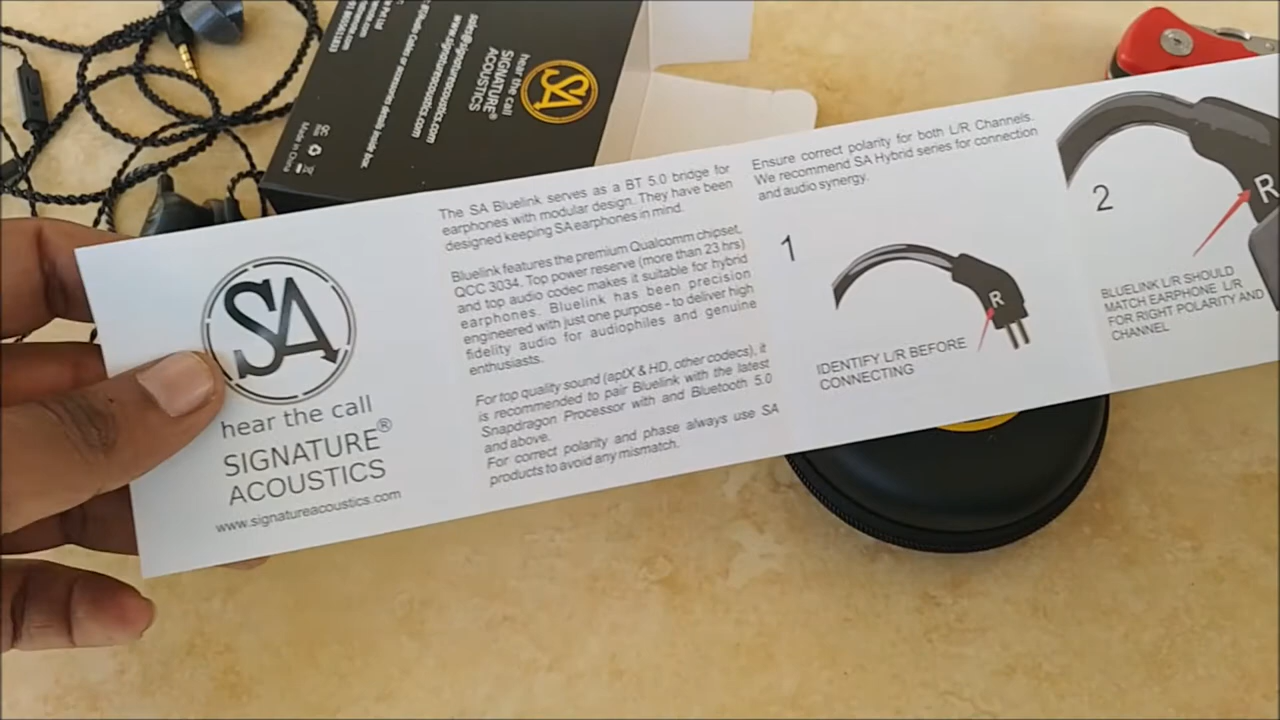 SA
hear the call
SIGNATURE®
ACOUSTICS
www.signatureacoustics.com
The SA Bluelink serves as a BT 5.0 bridge for
earphones with modular design. They have been
designed keeping SA earphones in mind.
Bluelink features the premium Qualcomm chipset,
QCC 3034. Top power reserve (more than 23 hrs)
and top audio codec makes it suitable for hybrid
earphones. Bluelink has been precision
engineered with just one purpose - to deliver high
fidelity audio for audiophiles and genuine
enthusiasts.
For top quality sound (aptX & HD, other codecs), it
is recommended to pair Bluelink with the latest
Snapdragon Processor with and Bluetooth 5.0
and above.
For correct polarity and phase always use SA
products to avoid any mismatch.
Ensure correct polarity for both L/R Channels.
We recommend SA Hybrid series for connection
and audio synergy.
1
R
IDENTIFY L/R BEFORE
CONNECTING
2
R
BLUELINK L/R SHOULD
MATCH EARPHONE L/R
FOR RIGHT POLARITY AND
CHANNEL
SA
hear the call
SIGNATURE®
ACOUSTICS
www.signatureacoustics.com
Made in China